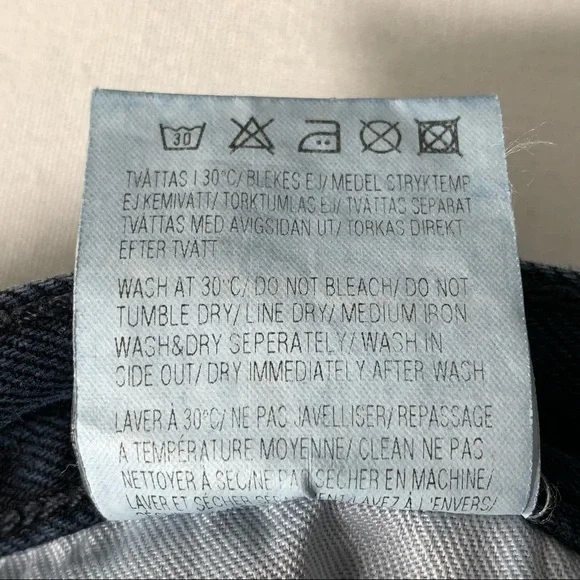 30
TVÄTTAS I 30°C/ BLEKES EJ/ MEDEL STRYKTEMP
EJ KEMIVÄTT/ TORKTUMLAS EJ/ TVÄTTAS SEPARAT
TVÄTTAS MED AVIGSIDAN UT/ TORKAS DIREKT
EFTER TVÄTT
WASH AT 30°C/ DO NOT BLEACH/ DO NOT
TUMBLE DRY/ LINE DRY/ MEDIUM IRON
WASH&DRY SEPERATELY/ WASH IN
SIDE OUT/ DRY IMMEDIATELY AFTER WASH
LAVER À 30°C/ NE PAS JAVELLISER/ REPASSAGE
A TEMPÉRATURE MOYENNE/ CLEAN NE PAS
NETTOYER À SEC/NE PAS SÉCHER EN MACHINE/
LAVER ET SÉCHER LAVEZ À L'ENVERS/